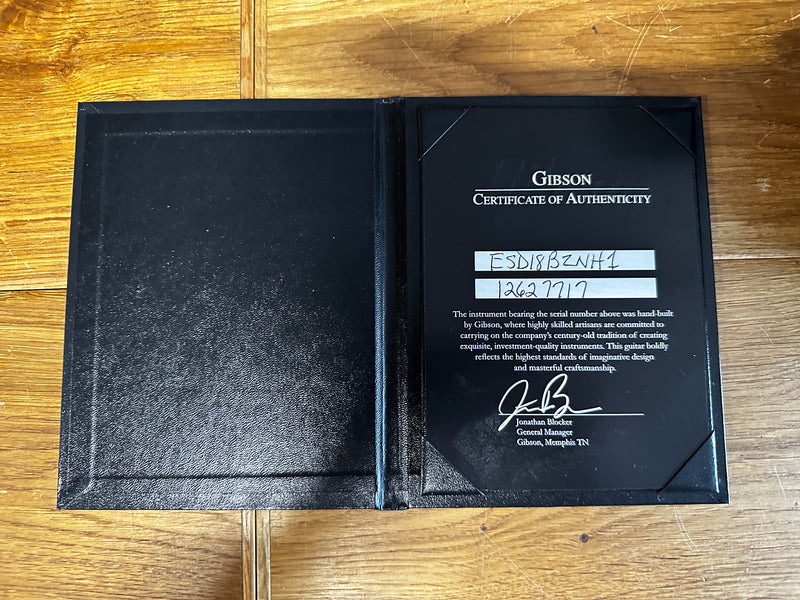 GIBSON
CERTIFICATE OF AUTHENTICITY
ESD18BZNH1
12627717
The instrument bearing the serial number above was hand-built
by Gibson, where highly skilled artisans are committed to
carrying on the company's century-old tradition of creating
exquisite, investment-quality instruments. This guitar boldly
reflects the highest standards of imaginative design
and masterful craftsmanship.
Jonathan Blocker
General Manager
Gibson, Memphis TN